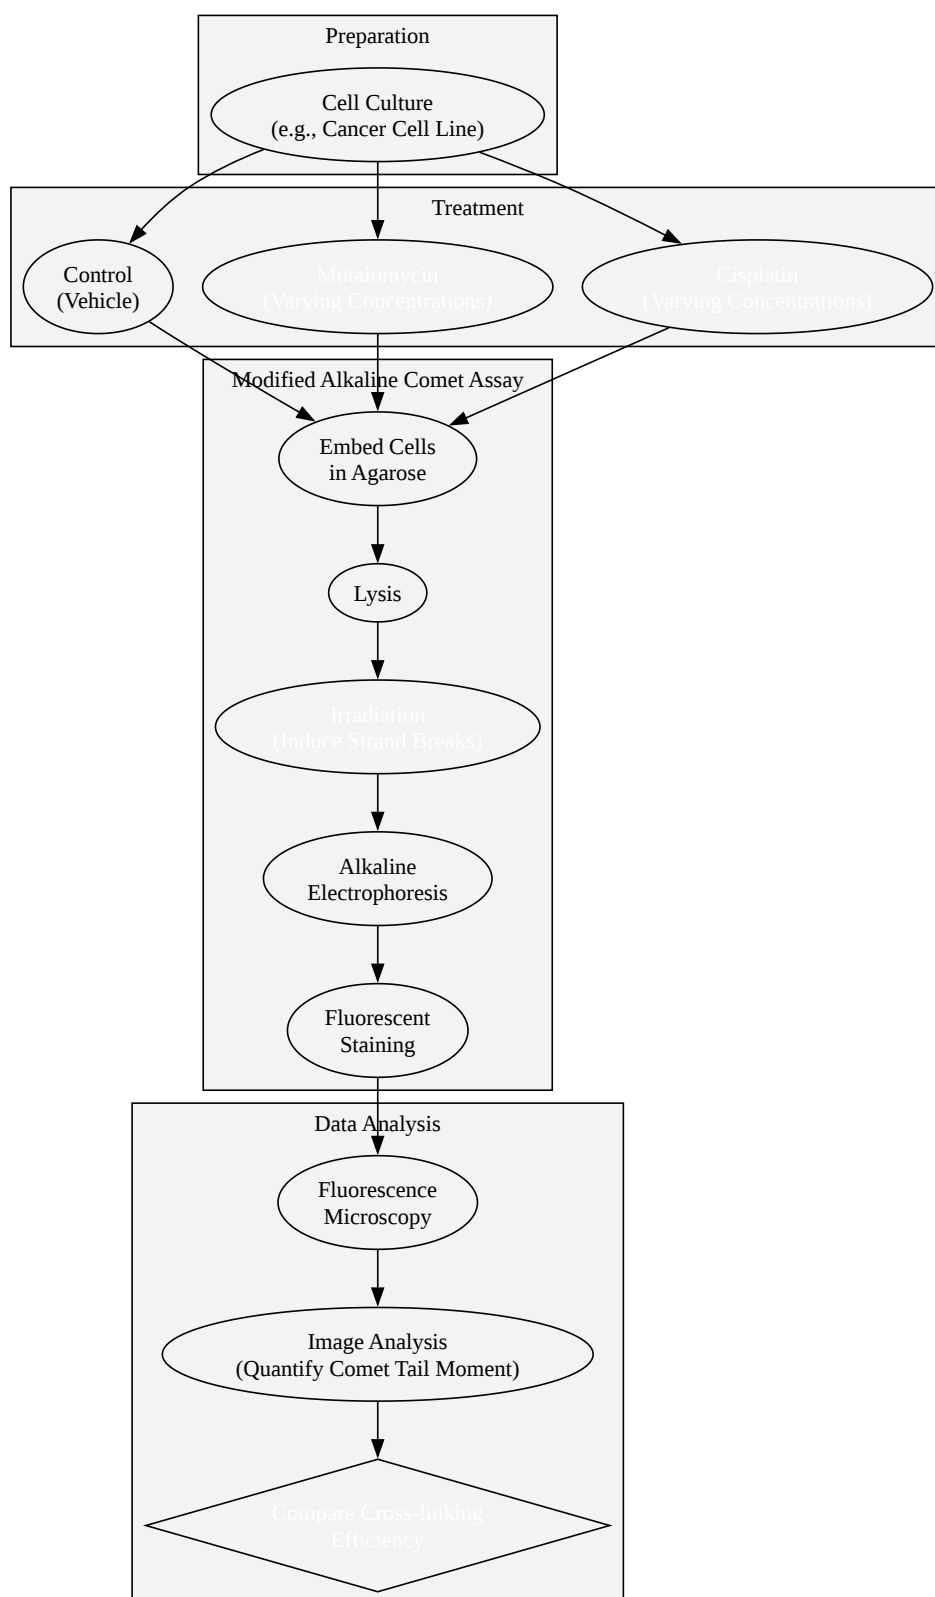 Preparation
Cell Culture
(e.g., Cancer Cell Line)
Treatment
Control
(Vehicle)
Mutalomycin
(Varying Concentrations)
Cisplatin
(Varying Concentrations)
Modified Alkaline Comet Assay
Embed Cells
in Agarose
Lysis
Irradiation
(Induce Strand Breaks)
Alkaline
Electrophoresis
Fluorescent
Staining
Data Analysis
Fluorescence
Microscopy
Image Analysis
(Quantify Comet Tail Moment)
Compare Cross-linking
Efficiency